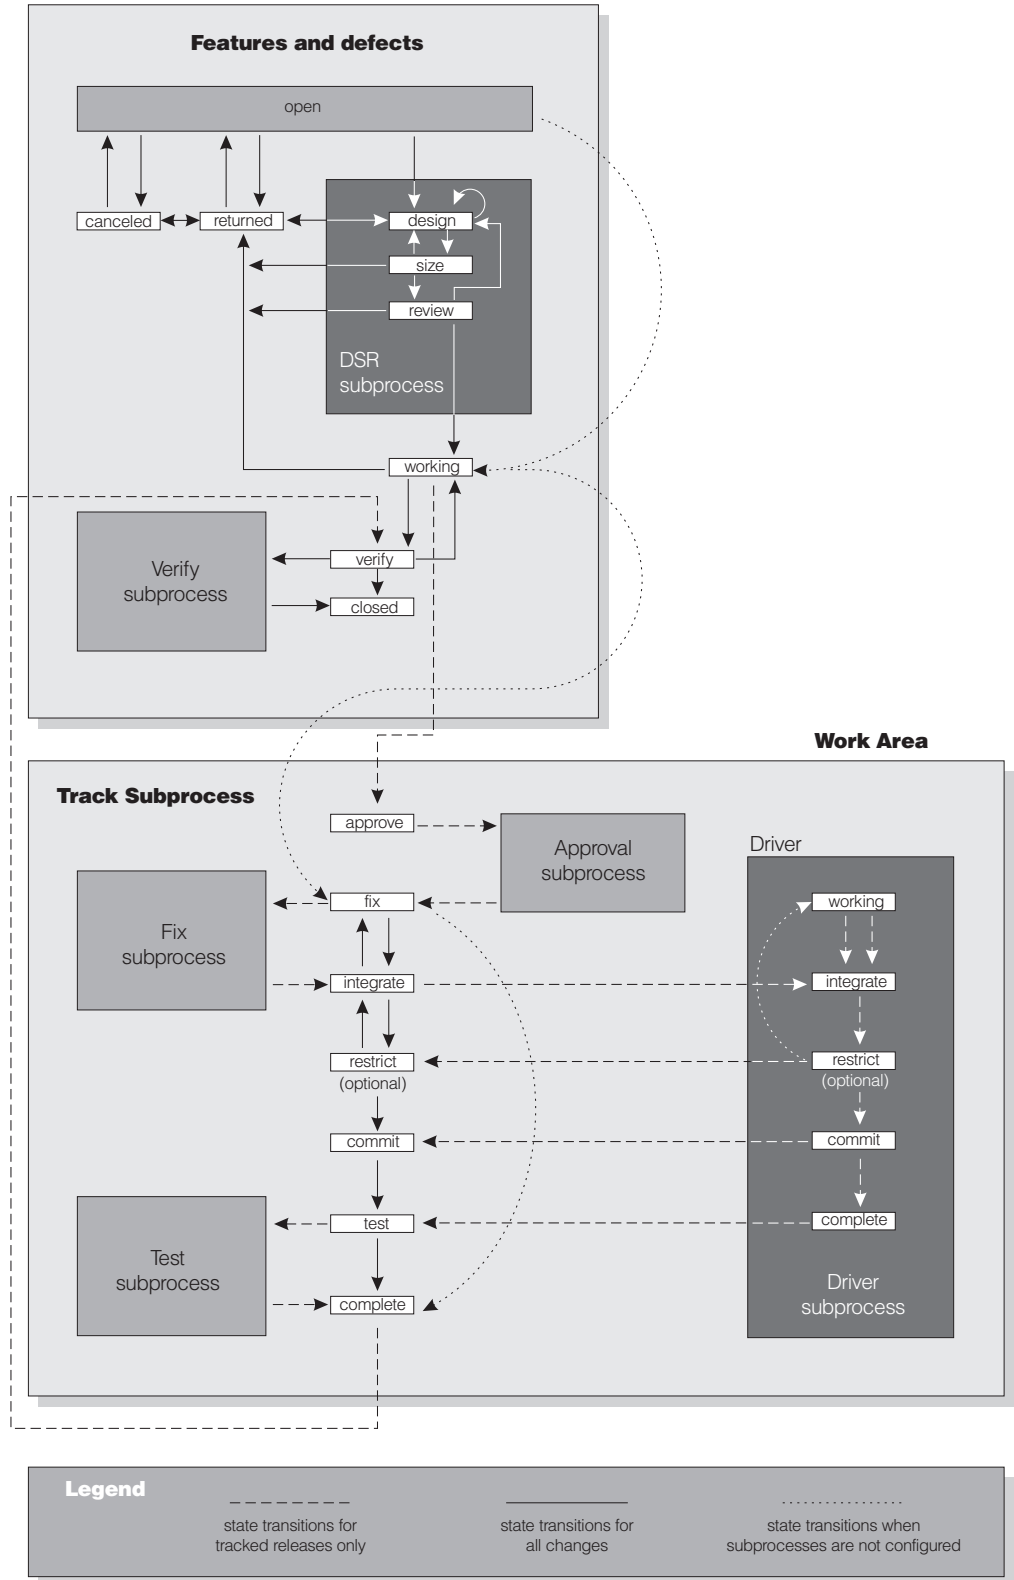 Features and defects
open
canceled
returned
design
size
review
DSR
subprocess
working
Verify
subprocess
verify
closed
Work Area
Track Subprocess
approve
Approval
subprocess
Driver
Fix
subprocess
fix
working
integrate
integrate
restrict
(optional)
restrict
(optional)
commit
commit
Test
subprocess
test
complete
complete
Driver
subprocess
Legend
state transitions for
tracked releases only
state transitions for
all changes
state transitions when
subprocesses are not configured